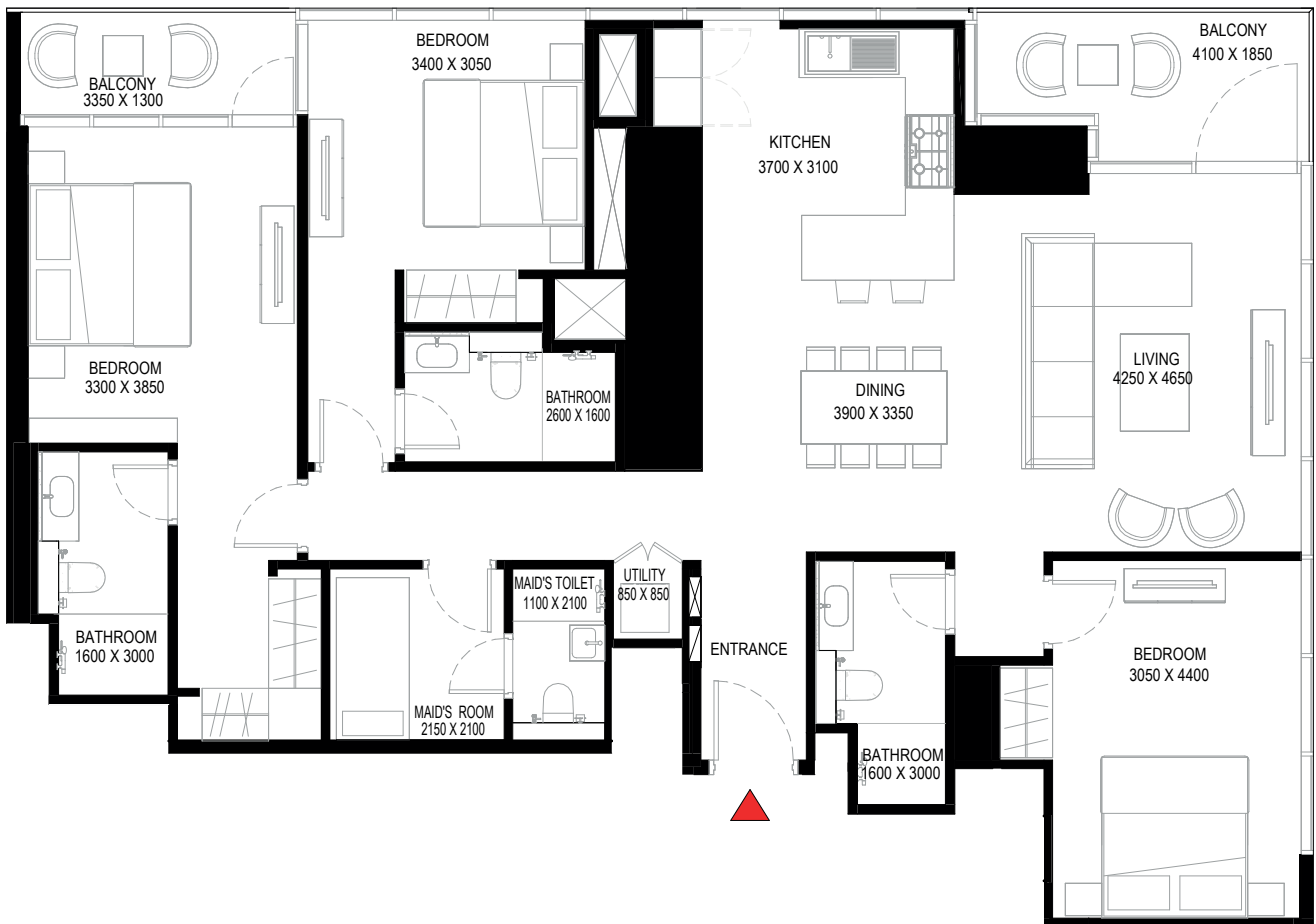 BEDROOM
3400 X 3050
BALCONY
4100 X 1850
BALCONY
3350 X 1300
KITCHEN
3700 X 3100
BEDROOM
3300 X 3850
LIVING
4250 X 4650
DINING
3900 X 3350
BATHROOM
2600 X 1600
MAID'S TOILET
1100 X 2100
UTILITY
850 X 850
BATHROOM
1600 X 3000
ENTRANCE
BEDROOM
3050 X 4400
MAID'S ROOM
2150 X 2100
BATHROOM
1600 X 3000